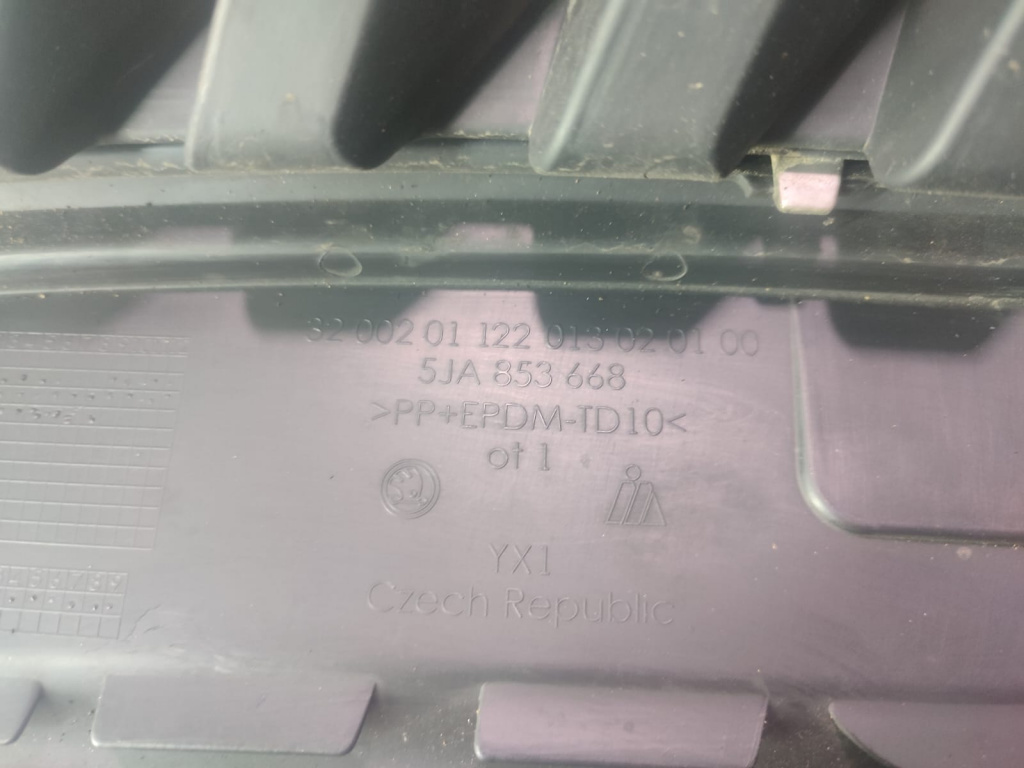 32 002 01 122 013 02 01 00
5JA 853 668
>PP+EPDM-TD10<
ot 1
YX1
Czech Republic